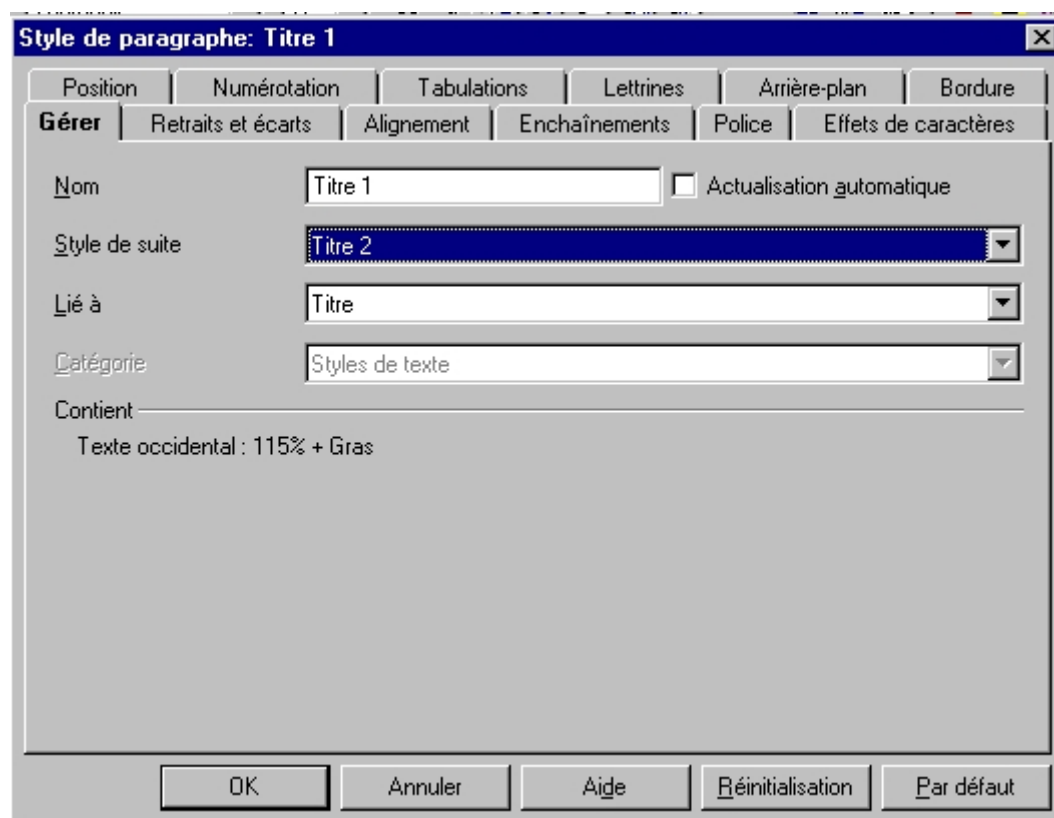 Style de paragraphe: Titre 1
Position Numérotation Tabulations Lettrines Arrière-plan Bordure
Gérer Retraits et écarts Alignement Enchaînements Police Effets de caractères
Nom Titre 1 Actualisation automatique
Style de suite Titre 2
Lié à Titre
Catégorie Styles de texte
Contient
Texte occidental : 115% + Gras
OK Annuler Aide Réinitialisation Par défaut